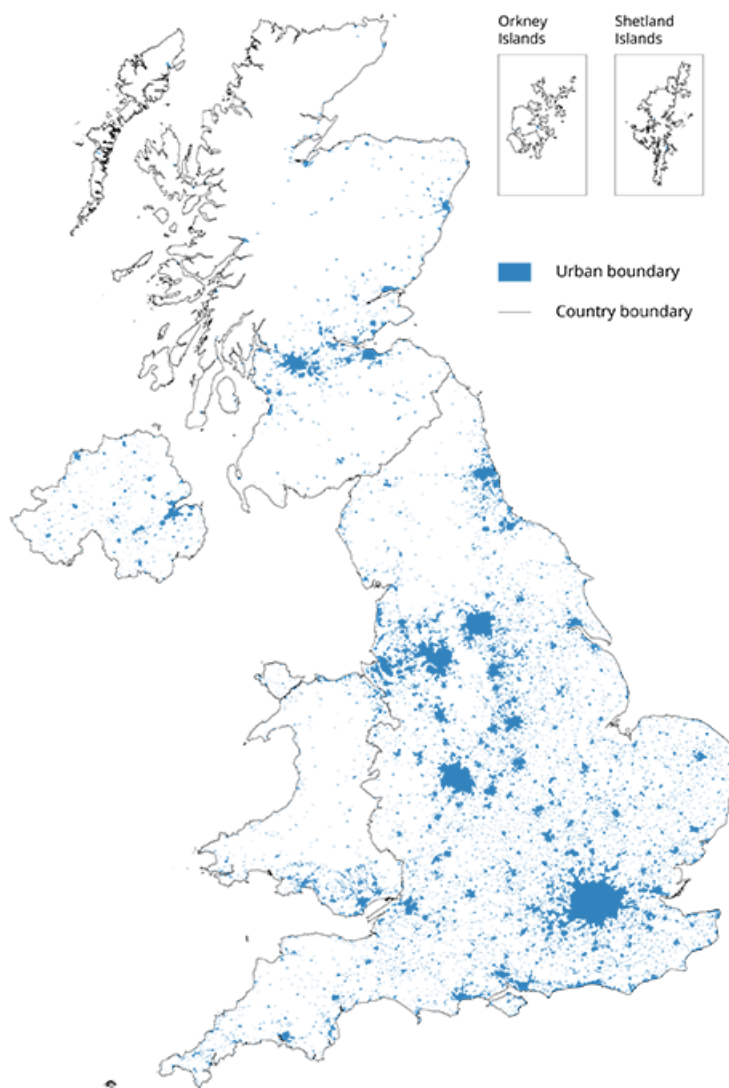 Orkney
Islands
Shetland
Islands
Urban boundary
Country boundary